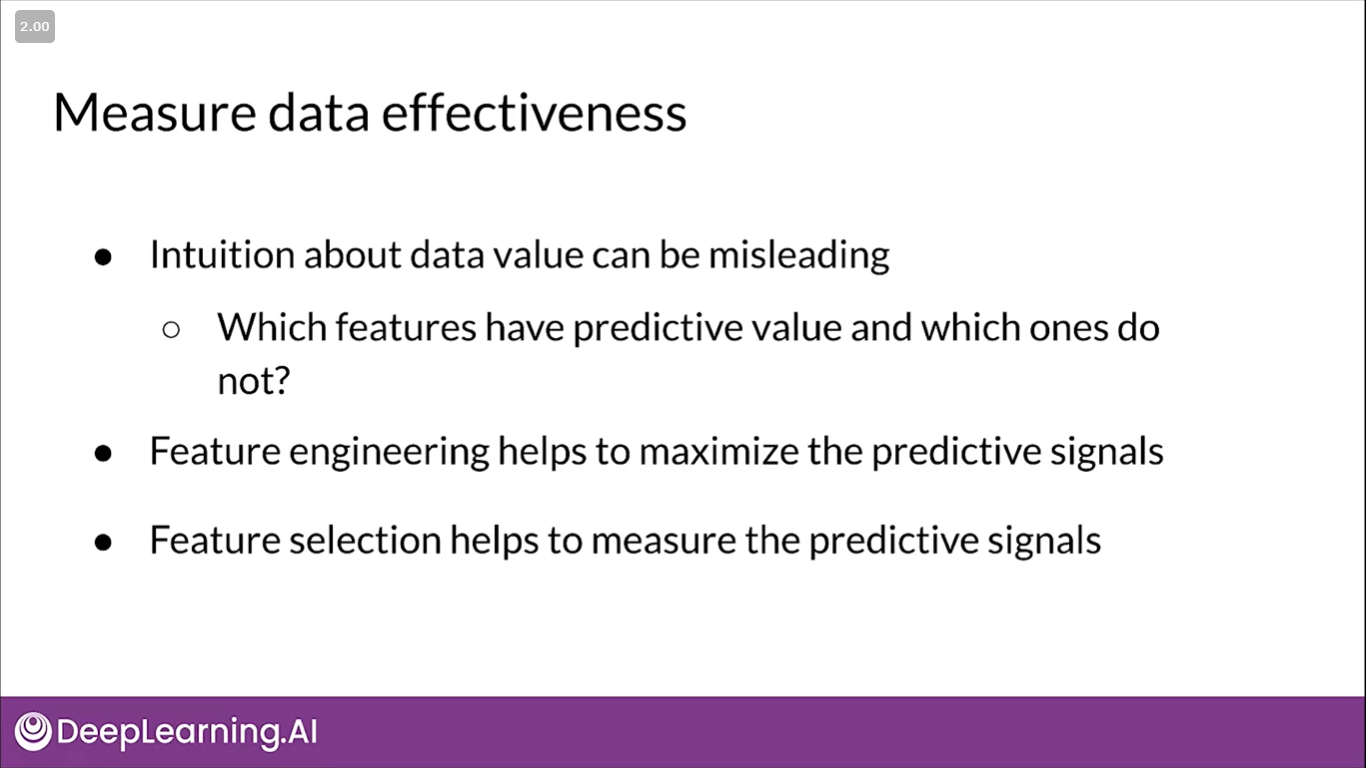 2.00
Measure data effectiveness
● Intuition about data value can be misleading
○ Which features have predictive value and which ones do
not?
● Feature engineering helps to maximize the predictive signals
● Feature selection helps to measure the predictive signals
DeepLearning.AI